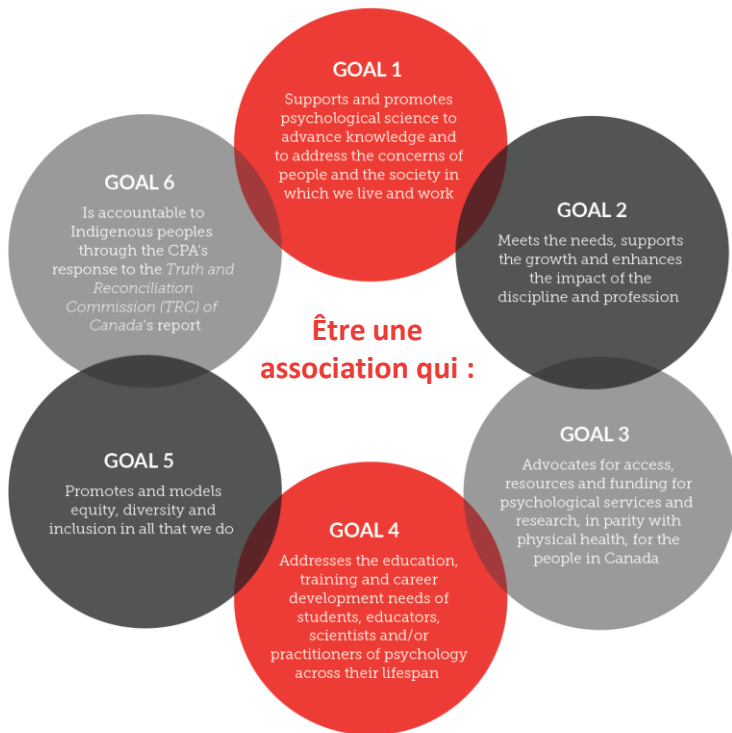 GOAL 1
Supports and promotes
psychological science to
advance knowledge and
to address the concerns of
people and the society in
which we live and work
GOAL 2
Meets the needs, supports
the growth and enhances
the impact of the
discipline and profession
GOAL 3
Advocates for access,
resources and funding for
psychological services and
research, in parity with
physical health, for the
people in Canada
GOAL 4
Addresses the education,
training and career
development needs of
students, educators,
scientists and/or
practitioners of psychology
across their lifespan
GOAL 5
Promotes and models
equity, diversity and
inclusion in all that we do
GOAL 6
Is accountable to
Indigenous peoples
through the CPA's
response to the Truth and
Reconciliation
Commission (TRC) of
Canada's report
Être une
association qui :